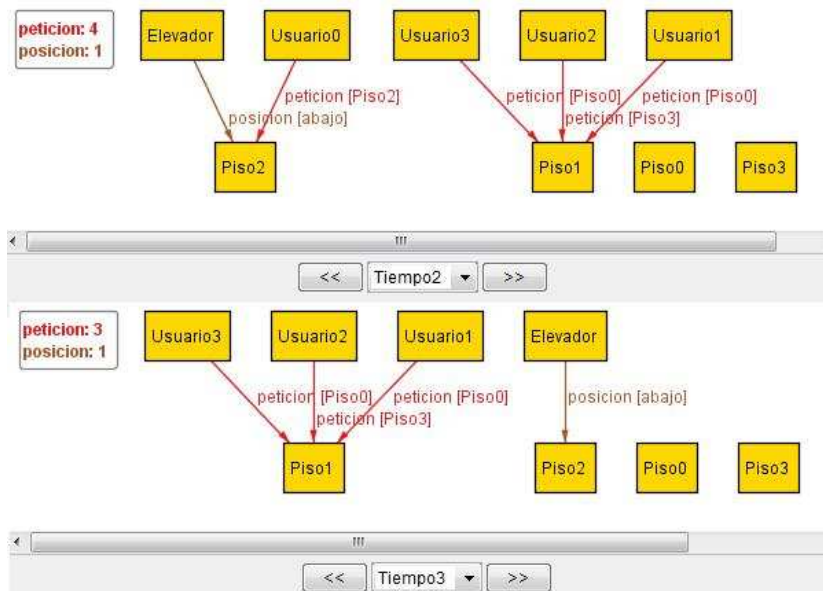 peticion: 4
posicion: 1
Elevador
Usuario0
Usuario3
Usuario2
Usuario1
peticion [Piso2]
peticion [Piso0]
peticion [Piso0]
posicion [abajo]
peticion [Piso3]
Piso2
Piso1
Piso0
Piso3
<<
Tiempo2
>>
peticion: 3
posicion: 1
Usuario3
Usuario2
Usuario1
Elevador
peticion [Piso0]
peticion [Piso0]
posicion [abajo]
peticion [Piso3]
Piso1
Piso2
Piso0
Piso3
<<
Tiempo3
>>